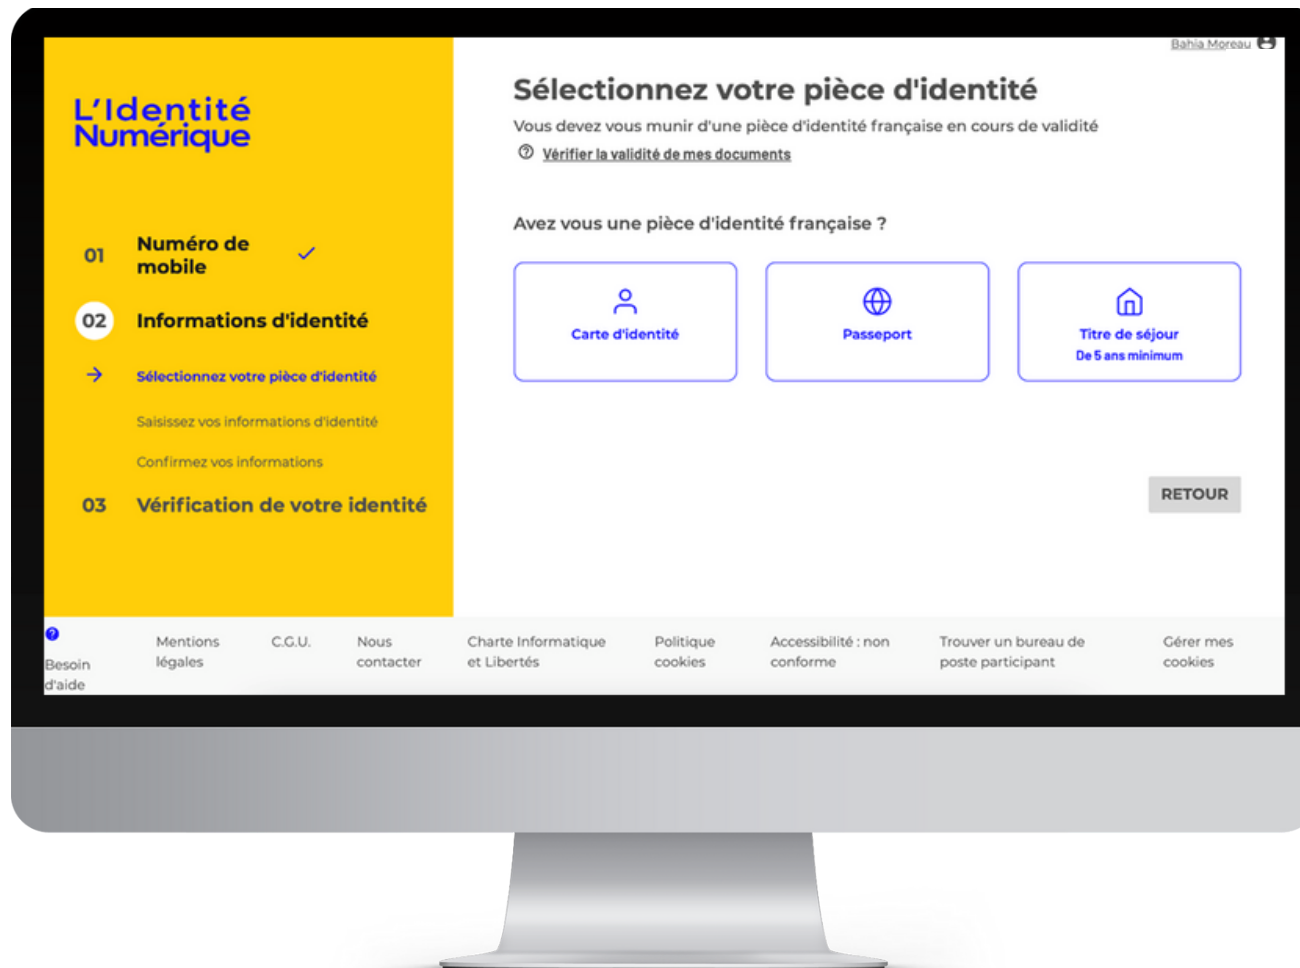 Bahia Moreau
L'Identité
Numérique
01
Numéro de
mobile
02
Informations d'identité
Sélectionnez votre pièce d'identité
Saisissez vos informations d'identité
Confirmez vos informations
03
Vérification de votre identité
Sélectionnez votre pièce d'identité
Vous devez vous munir d'une pièce d'identité française en cours de validité
Vérifier la validité de mes documents
Avez vous une pièce d'identité française ?
Carte d'identité
Passeport
Titre de séjour
De 5 ans minimum
RETOUR
Besoin
d'aide
Mentions
légales
C.G.U.
Nous
contacter
Charte Informatique
et Libertés
Politique
cookies
Accessibilité : non
conforme
Trouver un bureau de
poste participant
Gérer mes
cookies